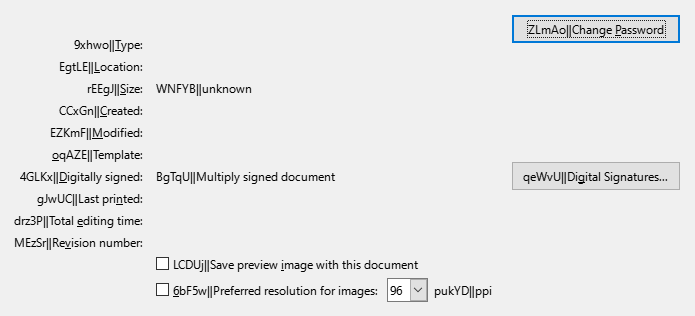 ZLmAo||Change Password
9xhwo||Type:
EgtLE||Location:
rEEgJ||Size: WNFYB||unknown
CCxGn||Created:
EZKmF||Modified:
oqAZE||Template:
4GLKx||Digitally signed: BgTqU||Multiply signed document qeWvU||Digital Signatures...
gJwUC||Last printed:
drz3P||Total editing time:
MEzSr||Revision number:
LCDUj||Save preview image with this document
6bF5w||Preferred resolution for images: 96 pukYD||ppi